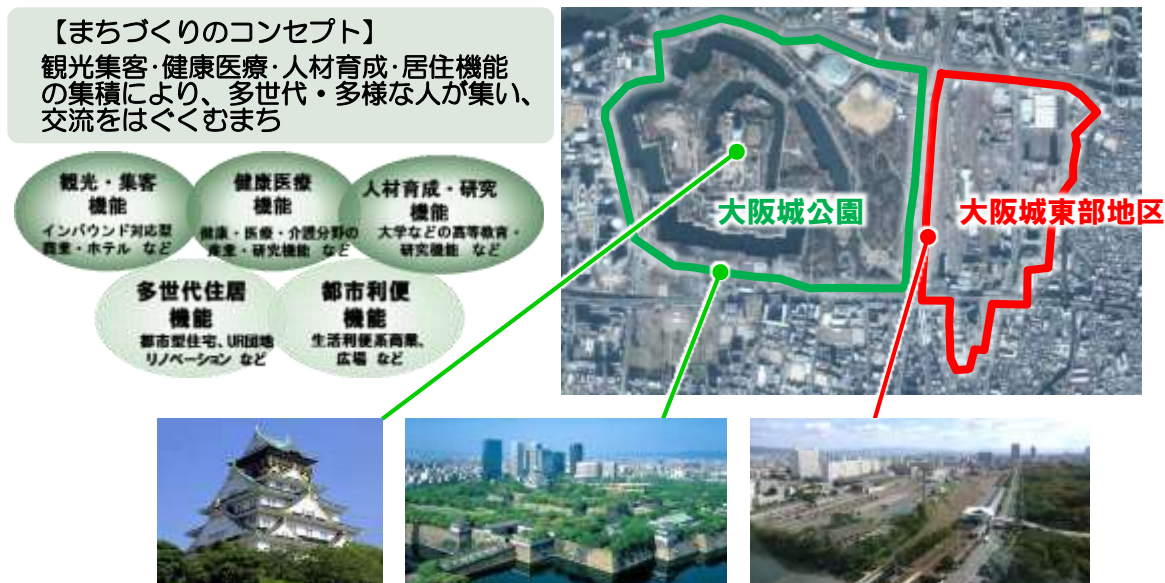 【まちづくりのコンセプト】
観光集客・健康医療・人材育成・居住機能
の集積により、多世代・多様な人が集い、
交流をはぐくむまち
観光・集客
機能
インバウンド対応型
商業・ホテル など
健康医療
機能
健康・医療・介護分野の
産業・研究機能 など
人材育成・研究
機能
大学などの高等教育・
研究機能 など
多世代住居
機能
都市型住宅、UR団地
リノベーション など
都市利便
機能
生活利便系商業、
広場 など
大阪城公園
大阪城東部地区